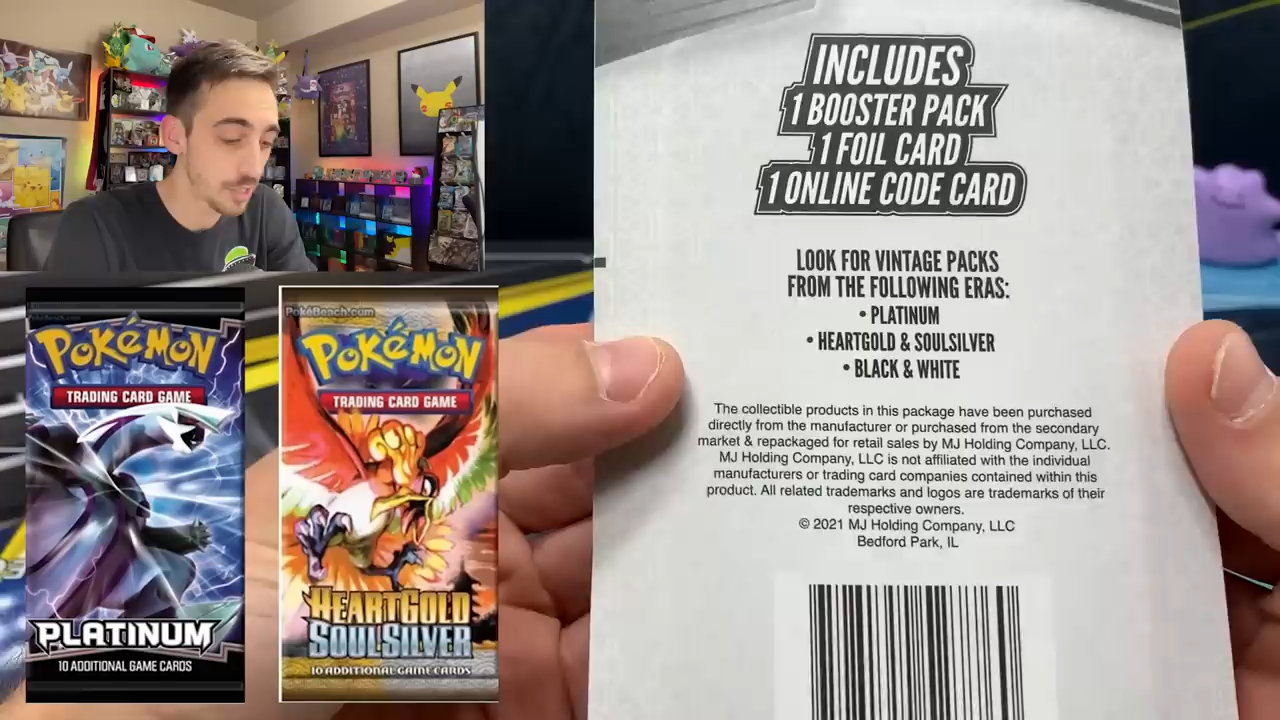 INCLUDES
1 BOOSTER PACK
1 FOIL CARD
1 ONLINE CODE CARD
LOOK FOR VINTAGE PACKS
FROM THE FOLLOWING ERAS:
• PLATINUM
• HEARTGOLD & SOULSILVER
• BLACK & WHITE
The collectible products in this package have been purchased
directly from the manufacturer or purchased from the secondary
market & repackaged for retail sales by MJ Holding Company, LLC.
MJ Holding Company, LLC is not affiliated with the individual
manufacturers or trading card companies contained within this
product. All related trademarks and logos are trademarks of their
respective owners.
© 2021 MJ Holding Company, LLC
Bedford Park, IL
POKÉMON
TRADING CARD GAME
PLATINUM
10 ADDITIONAL GAME CARDS
PokéBeach.com
POKÉMON
TRADING CARD GAME
HEARTGOLD
SOULSILVER
10 ADDITIONAL GAME CARDS